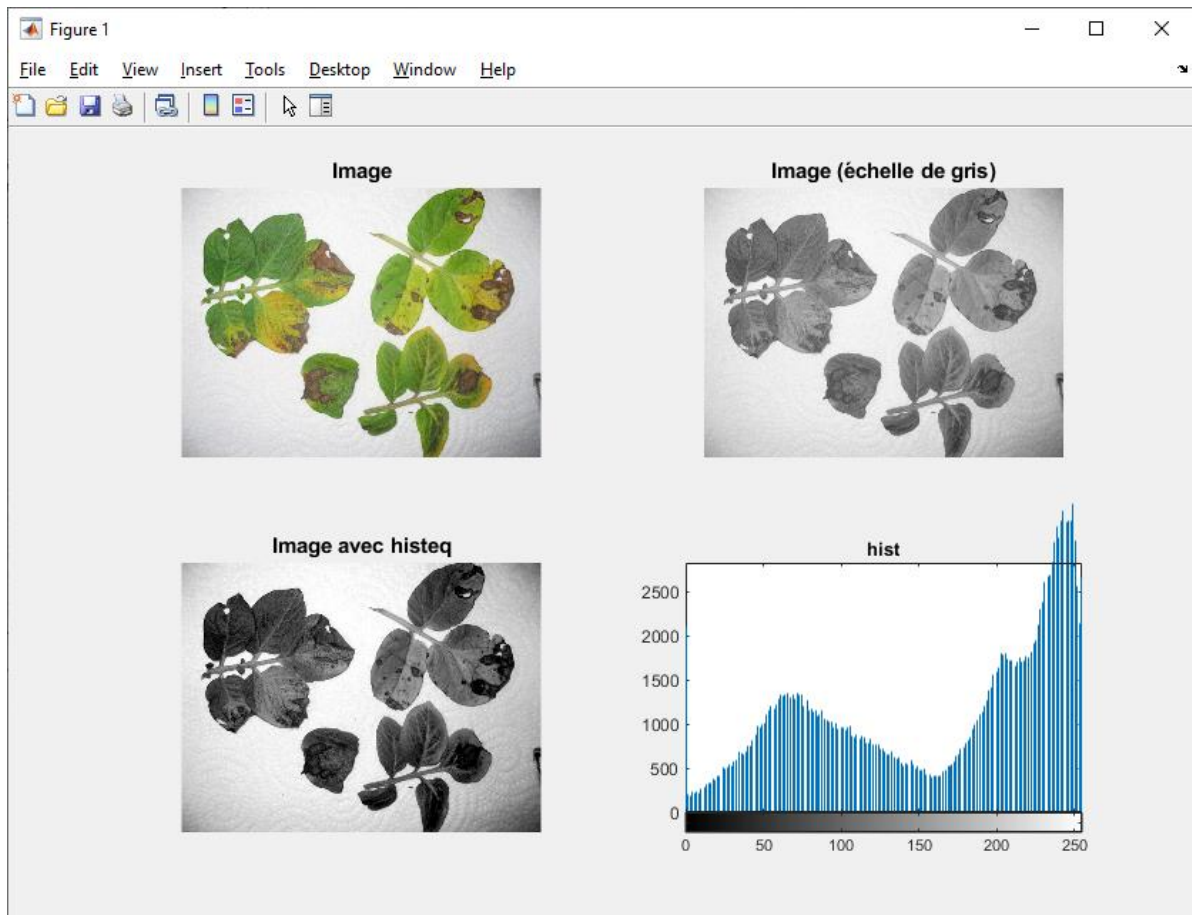 Figure 1
File Edit View Insert Tools Desktop Window Help
Image
Image (échelle de gris)
Image avec histeq
hist
2500
2000
1500
1000
500
0
0 50 100 150 200 250